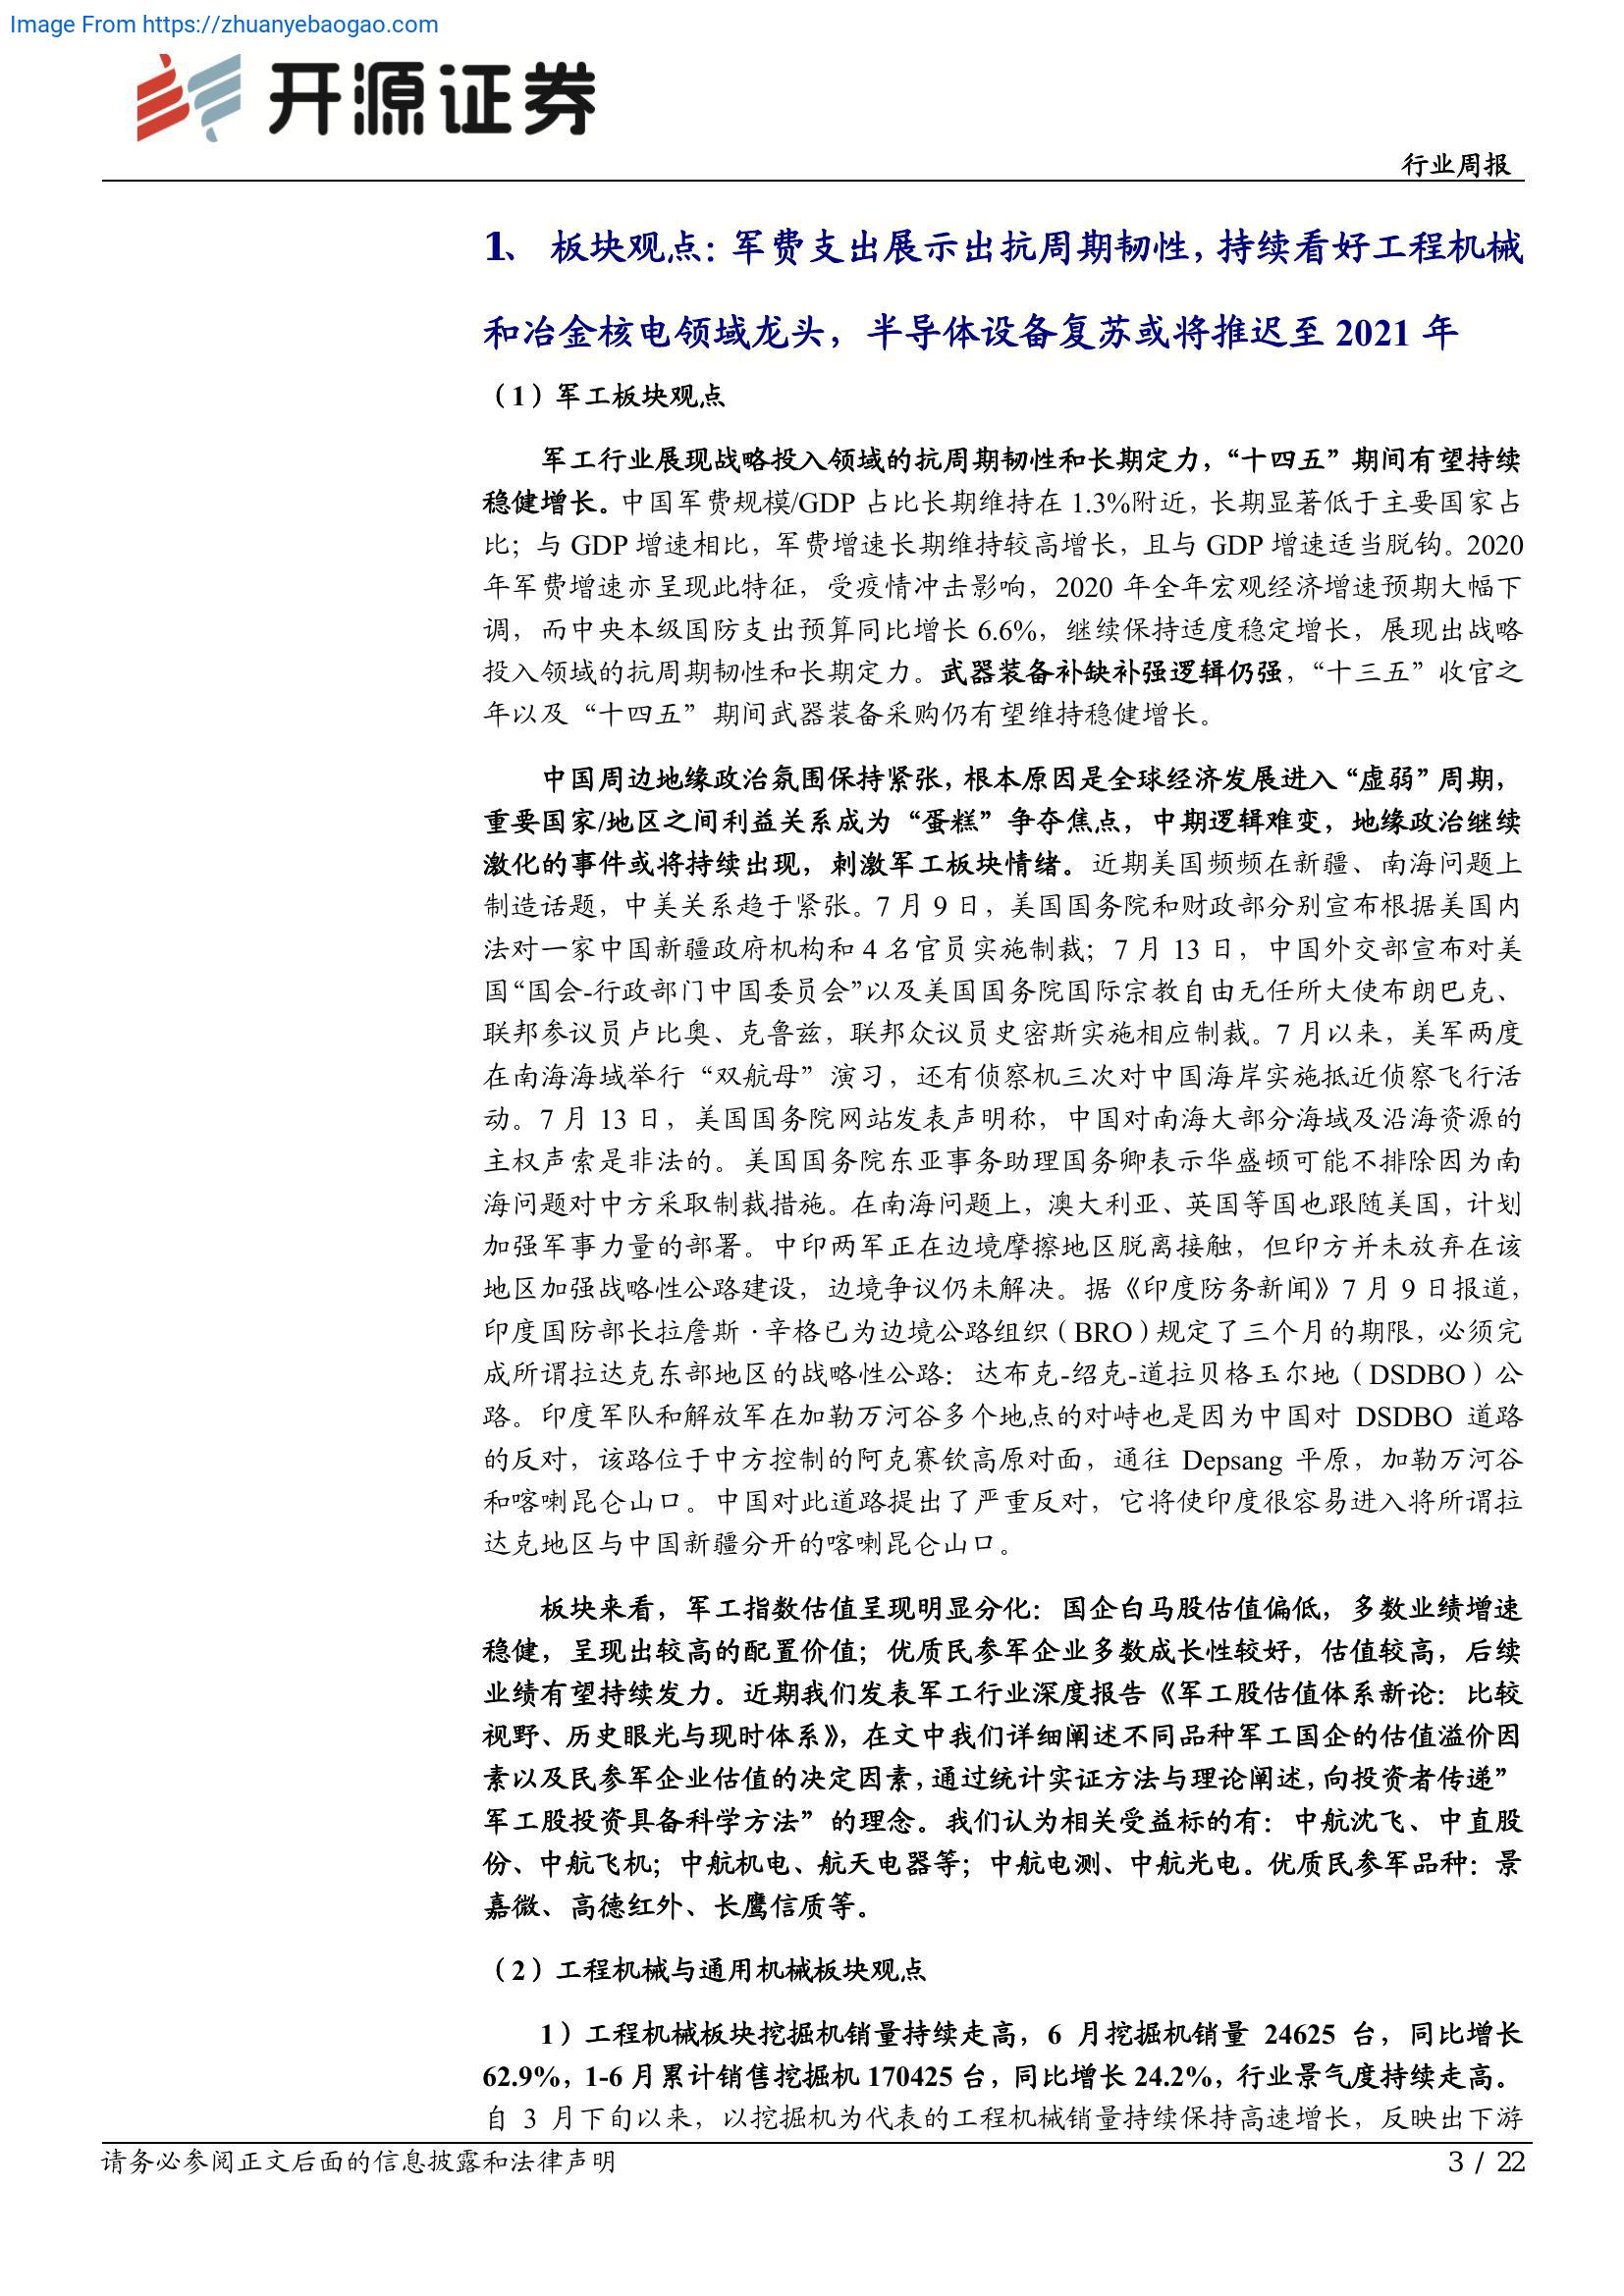 Image From https://zhuanyebaogao.com
开源证券
行业周报
1、 板块观点：军费支出展示出抗周期韧性，持续看好工程机械
和冶金核电领域龙头，半导体设备复苏或将推迟至 2021 年
（1）军工板块观点
军工行业展现战略投入领域的抗周期韧性和长期定力，“十四五”期间有望持续
稳健增长。中国军费规模/GDP 占比长期维持在 1.3%附近，长期显著低于主要国家占
比；与 GDP 增速相比，军费增速长期维持较高增长，且与 GDP 增速适当脱钩。2020
年军费增速亦呈现此特征，受疫情冲击影响，2020 年全年宏观经济增速预期大幅下
调，而中央本级国防支出预算同比增长 6.6%，继续保持适度稳定增长，展现出战略
投入领域的抗周期韧性和长期定力。武器装备补缺补强逻辑仍强，“十三五”收官之
年以及“十四五”期间武器装备采购仍有望维持稳健增长。
中国周边地缘政治氛围保持紧张，根本原因是全球经济发展进入“虚弱”周期，
重要国家/地区之间利益关系成为“蛋糕”争夺焦点，中期逻辑难变，地缘政治继续
激化的事件或将持续出现，刺激军工板块情绪。近期美国频频在新疆、南海问题上
制造话题，中美关系趋于紧张。7 月 9 日，美国国务院和财政部分别宣布根据美国内
法对一家中国新疆政府机构和 4 名官员实施制裁；7 月 13 日，中国外交部宣布对美
国“国会-行政部门中国委员会”以及美国国务院国际宗教自由无任所大使布朗巴克、
联邦参议员卢比奥、克鲁兹，联邦众议员史密斯实施相应制裁。7 月以来，美军两度
在南海海域举行“双航母”演习，还有侦察机三次对中国海岸实施抵近侦察飞行活
动。7 月 13 日，美国国务院网站发表声明称，中国对南海大部分海域及沿海资源的
主权声索是非法的。美国国务院东亚事务助理国务卿表示华盛顿可能不排除因为南
海问题对中方采取制裁措施。在南海问题上，澳大利亚、英国等国也跟随美国，计划
加强军事力量的部署。中印两军正在边境摩擦地区脱离接触，但印方并未放弃在该
地区加强战略性公路建设，边境争议仍未解决。据《印度防务新闻》7 月 9 日报道，
印度国防部长拉詹斯·辛格已为边境公路组织（BRO）规定了三个月的期限，必须完
成所谓拉达克东部地区的战略性公路：达布克-绍克-道拉贝格玉尔地（DSDBO）公
路。印度军队和解放军在加勒万河谷多个地点的对峙也是因为中国对 DSDBO 道路
的反对，该路位于中方控制的阿克赛钦高原对面，通往 Depsang 平原，加勒万河谷
和喀喇昆仑山口。中国对此道路提出了严重反对，它将使印度很容易进入将所谓拉
达克地区与中国新疆分开的喀喇昆仑山口。
板块来看，军工指数估值呈现明显分化：国企白马股估值偏低，多数业绩增速
稳健，呈现出较高的配置价值；优质民参军企业多数成长性较好，估值较高，后续
业绩有望持续发力。近期我们发表军工行业深度报告《军工股估值体系新论：比较
视野、历史眼光与现时体系》，在文中我们详细阐述不同品种军工国企的估值溢价因
素以及民参军企业估值的决定因素，通过统计实证方法与理论阐述，向投资者传递”
军工股投资具备科学方法”的理念。我们认为相关受益标的有：中航沈飞、中直股
份、中航飞机；中航机电、航天电器等；中航电测、中航光电。优质民参军品种：景
嘉微、高德红外、长鹰信质等。
（2）工程机械与通用机械板块观点
1）工程机械板块挖掘机销量持续走高，6 月挖掘机销量 24625 台，同比增长
62.9%，1-6 月累计销售挖掘机 170425 台，同比增长 24.2%，行业景气度持续走高。
自 3 月下旬以来，以挖掘机为代表的工程机械销量持续保持高速增长，反映出下游
请务必参阅正文后面的信息披露和法律声明
3 / 22